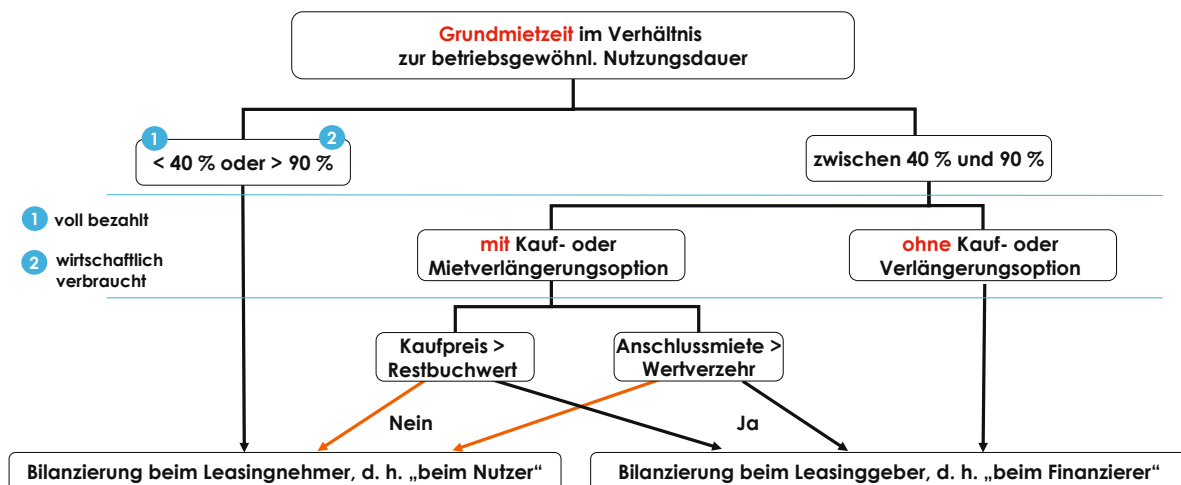 Grundmietzeit im Verhältnis
zur betriebsgewöhnl. Nutzungsdauer
1
2
< 40 % oder > 90 %
zwischen 40 % und 90 %
1 voll bezahlt
2 wirtschaftlich
verbraucht
mit Kauf- oder
Mietverlängerungsoption
ohne Kauf- oder
Verlängerungsoption
Kaufpreis >
Restbuchwert
Anschlussmiete >
Wertverzehr
Nein
Ja
Bilanzierung beim Leasingnehmer, d. h. „beim Nutzer“
Bilanzierung beim Leasinggeber, d. h. „beim Finanzierer“